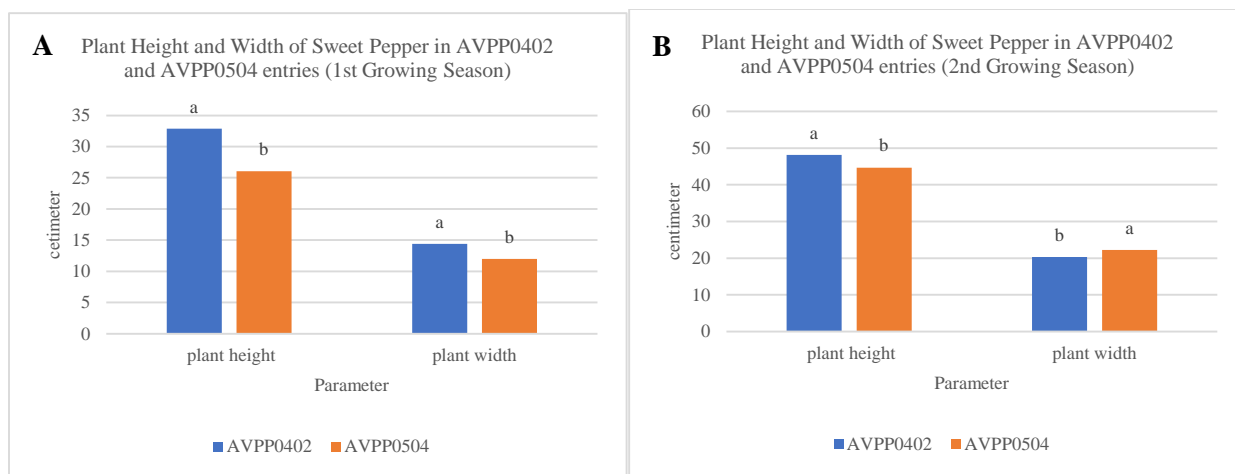 A
Plant Height and Width of Sweet Pepper in AVPP0402
and AVPP0504 entries (1st Growing Season)
35
30
25
20
15
10
5
0
cetimeter
a
b
a
b
plant height
plant width
Parameter
AVPP0402
AVPP0504
B
Plant Height and Width of Sweet Pepper in AVPP0402
and AVPP0504 entries (2nd Growing Season)
60
50
40
30
20
10
0
centimeter
a
b
b
a
plant height
plant width
Parameter
AVPP0402
AVPP0504